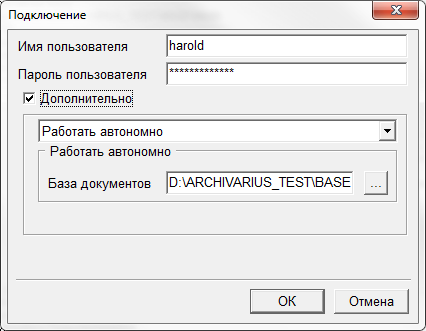 Подключение
Имя пользователя harold
Пароль пользователя *************
Дополнительно
Работать автономно
Работать автономно
База документов D:\ARCHIVARIUS_TEST\BASE ...
OK Отмена